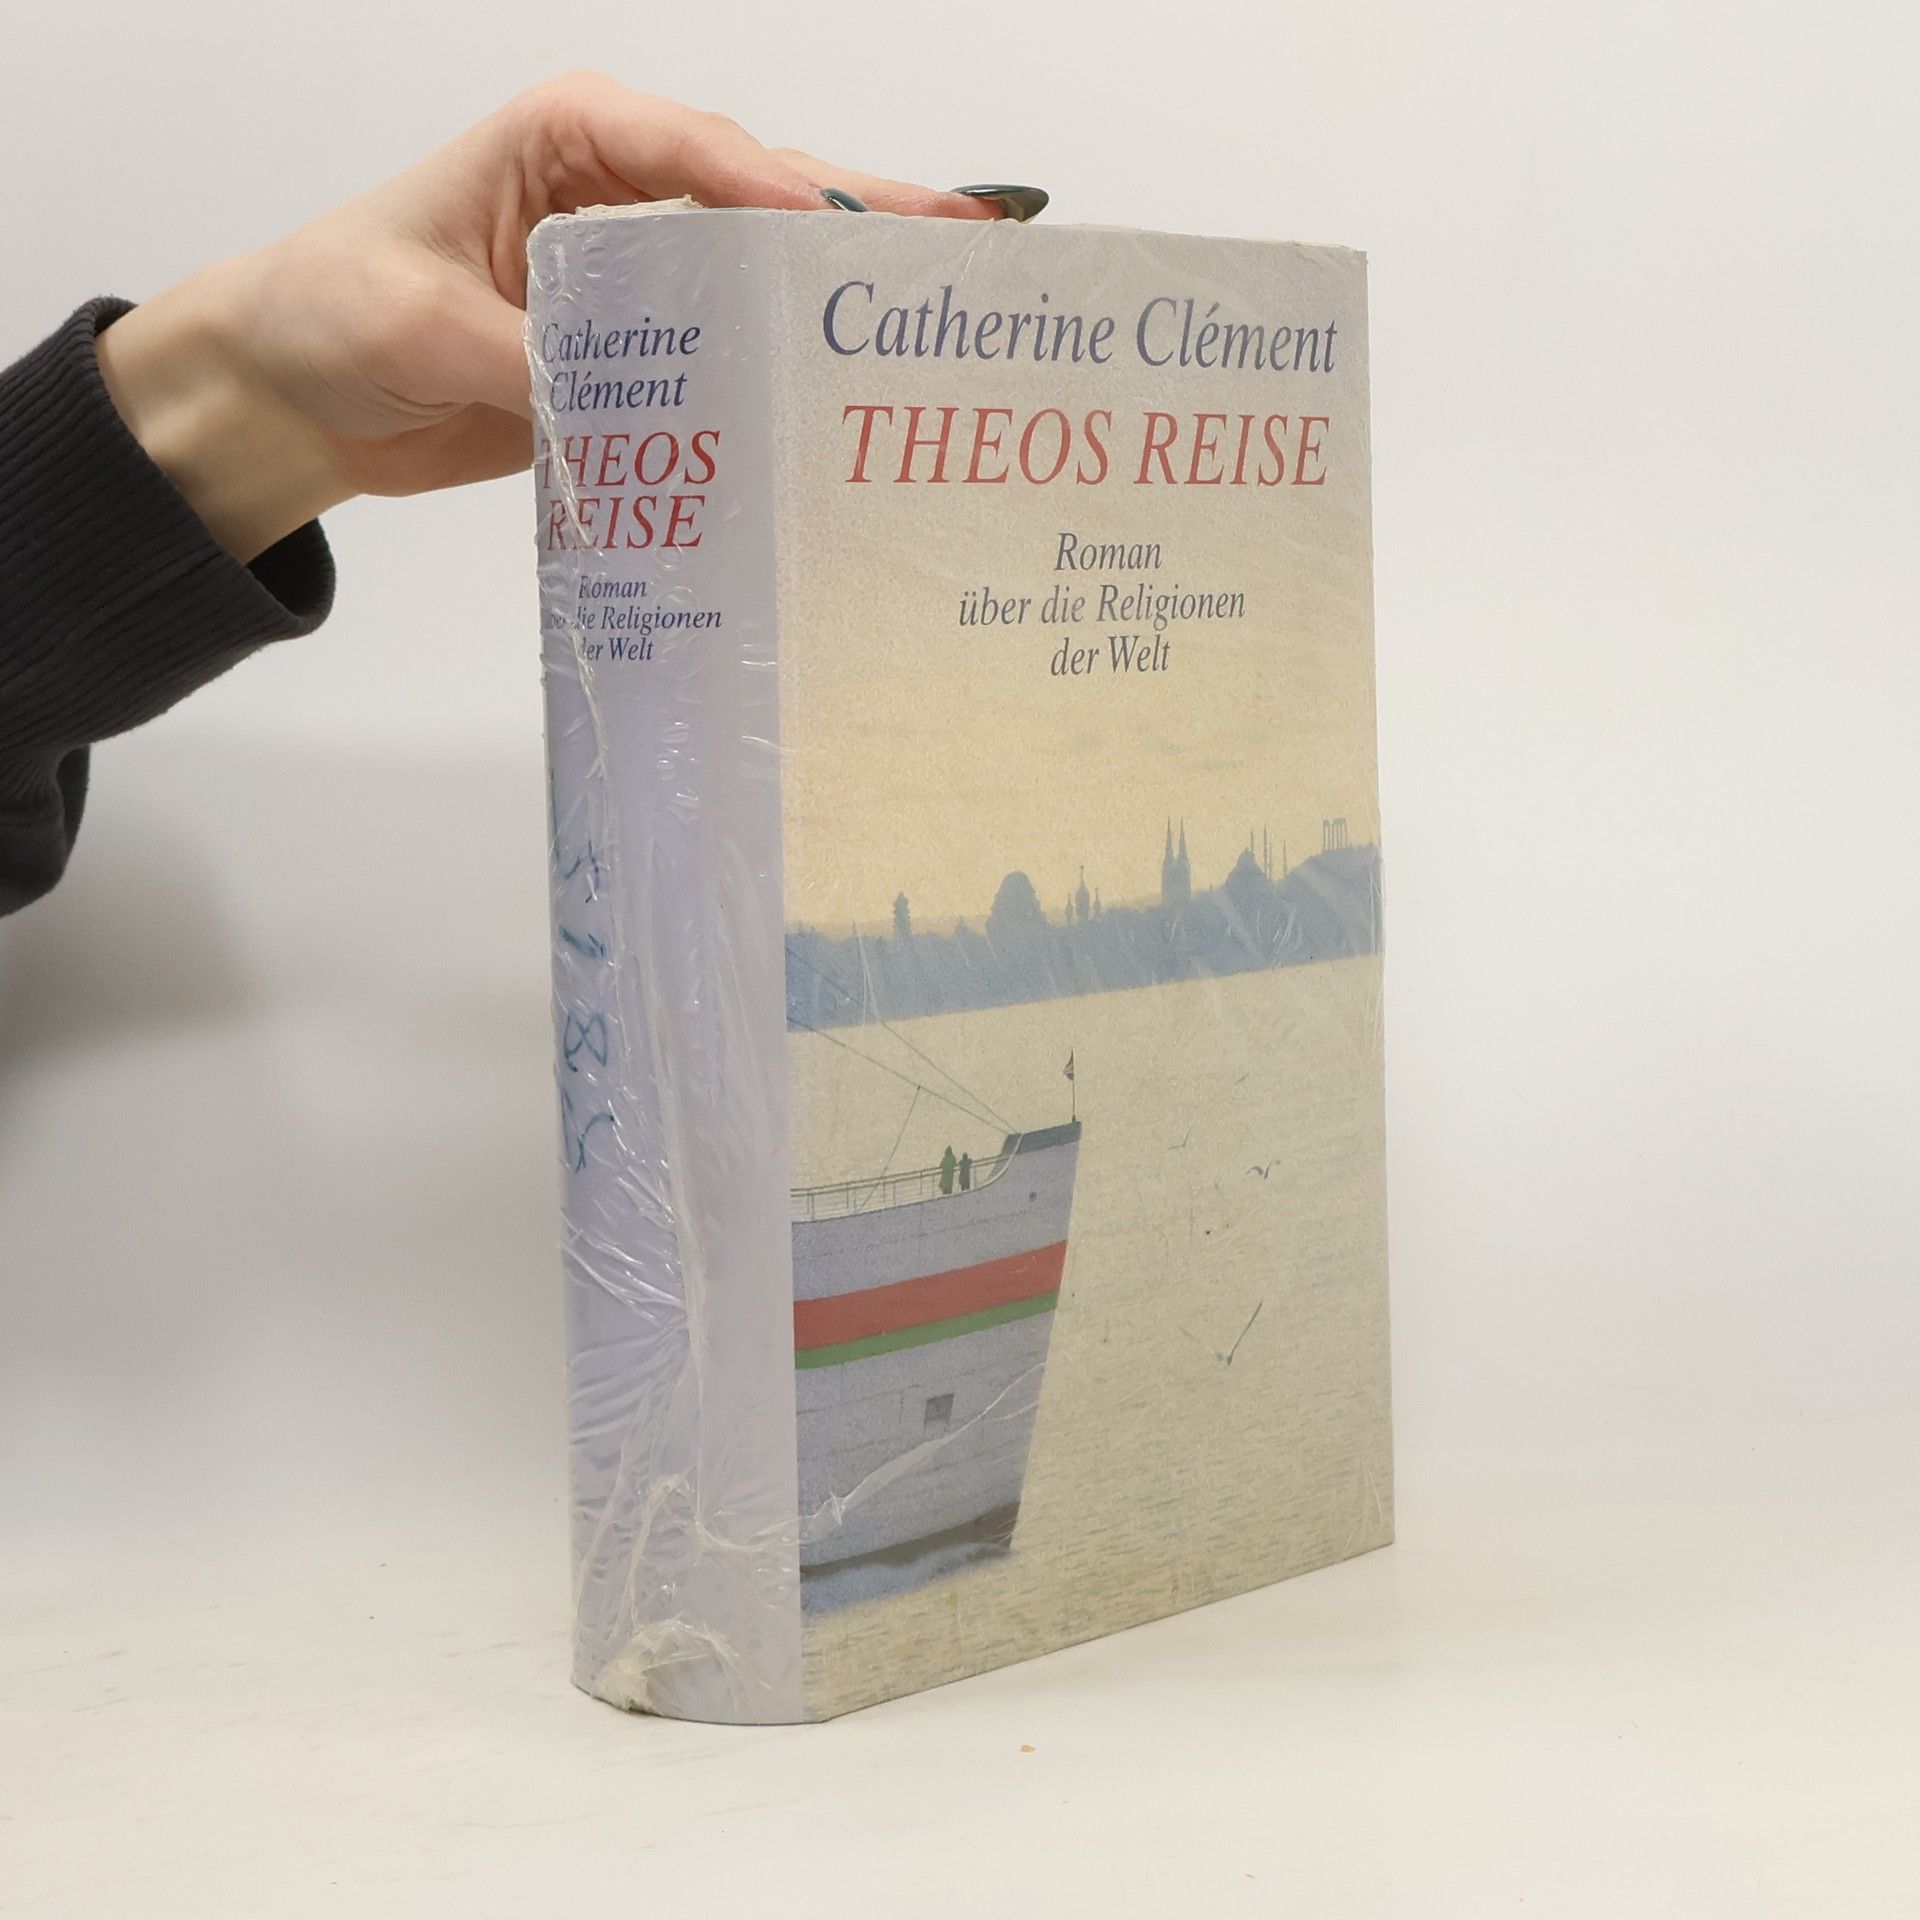 Catherine
Clément
THEOS
REISE
Roman
über die Religionen
der Welt
Catherine Clément
THEOS REISE
Roman
über die Religionen
der Welt